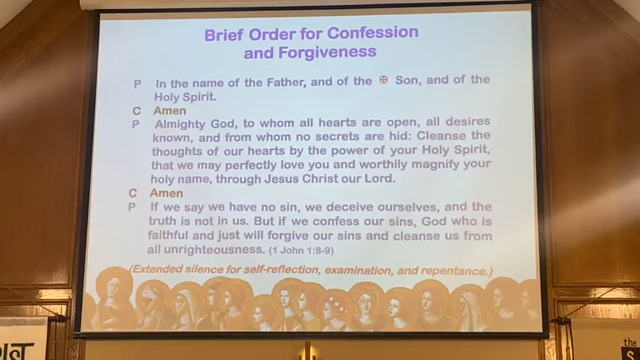 Brief Order for Confession
and Forgiveness
P In the name of the Father, and of the ✠ Son, and of the
Holy Spirit.
C Amen
P Almighty God, to whom all hearts are open, all desires
known, and from whom no secrets are hid: Cleanse the
thoughts of our hearts by the power of your Holy Spirit,
that we may perfectly love you and worthily magnify your
holy name, through Jesus Christ our Lord.
C Amen
P If we say we have no sin, we deceive ourselves, and the
truth is not in us. But if we confess our sins, God who is
faithful and just will forgive our sins and cleanse us from
all unrighteousness. (1 John 1:8-9)
(Extended silence for self-reflection, examination, and repentance.)
the